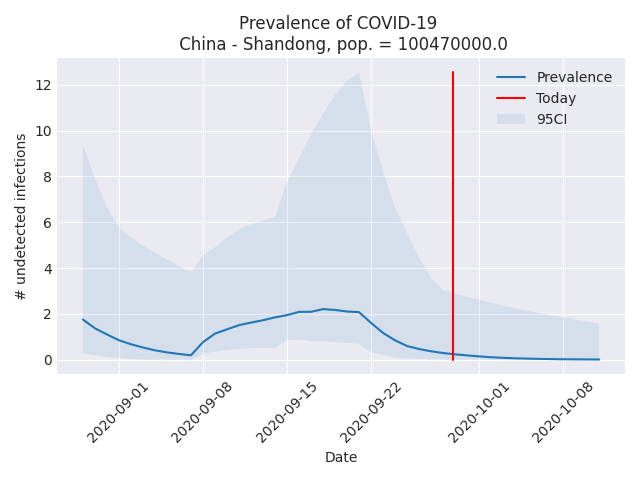 Prevalence of COVID-19
China - Shandong, pop. = 100470000.0
Prevalence
Today
95CI
# undetected infections
12
10
8
6
4
2
0
2020-09-01
2020-09-08
2020-09-15
2020-09-22
2020-10-01
2020-10-08
Date